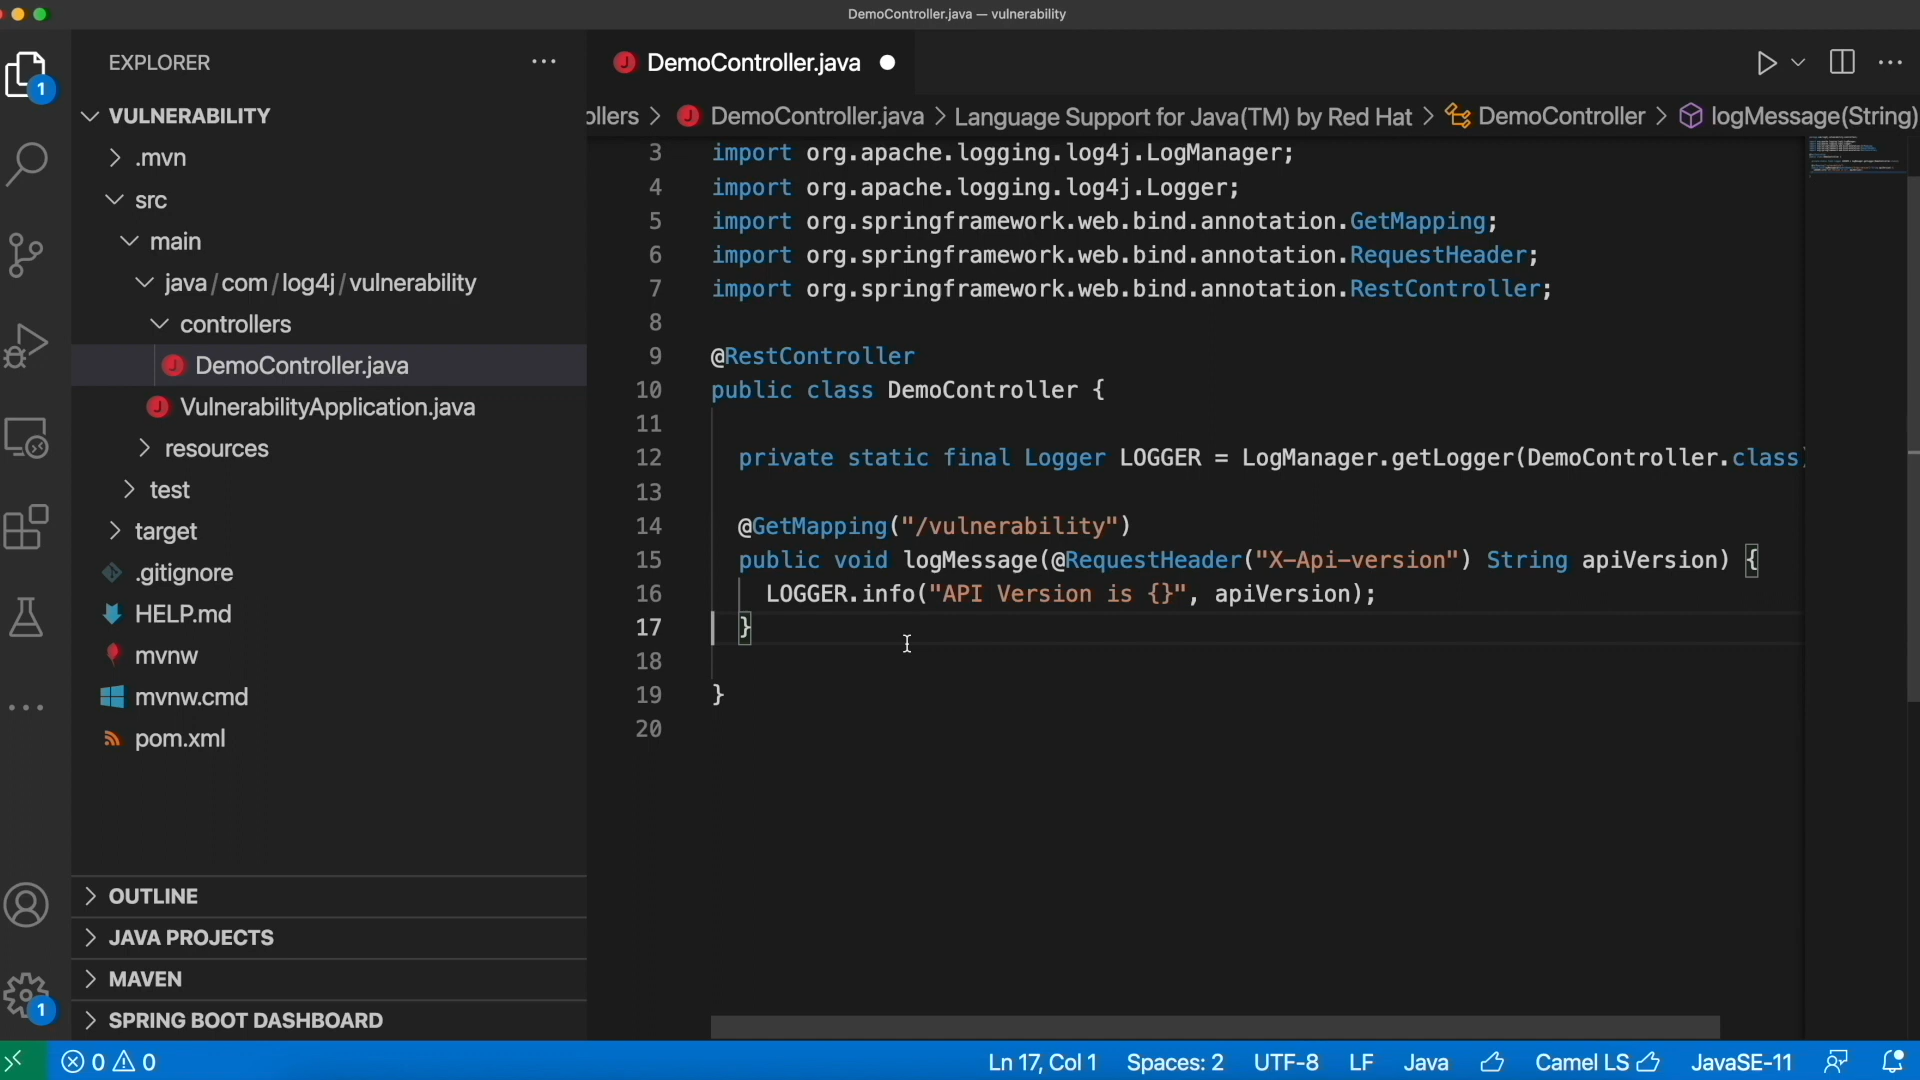 DemoController.java — vulnerability
EXPLORER
DemoController.java
VULNERABILITY
ollers > DemoController.java > Language Support for Java(TM) by Red Hat > DemoController > logMessage(String)
.mvn
src
main
java/com/log4j/vulnerability
controllers
DemoController.java
VulnerabilityApplication.java
resources
test
target
.gitignore
HELP.md
mvnw
mvnw.cmd
pom.xml
OUTLINE
JAVA PROJECTS
MAVEN
SPRING BOOT DASHBOARD
1
1
3 import org.apache.logging.log4j.LogManager;
4 import org.apache.logging.log4j.Logger;
5 import org.springframework.web.bind.annotation.GetMapping;
6 import org.springframework.web.bind.annotation.RequestHeader;
7 import org.springframework.web.bind.annotation.RestController;
8
9 @RestController
10 public class DemoController {
11
12 private static final Logger LOGGER = LogManager.getLogger(DemoController.class)
13
14 @GetMapping("/vulnerability")
15 public void logMessage(@RequestHeader("X-Api-version") String apiVersion) {
16 LOGGER.info("API Version is {}", apiVersion);
17 }
18
19 }
20
0 0 Ln 17, Col 1 Spaces: 2 UTF-8 LF Java Camel LS JavaSE-11